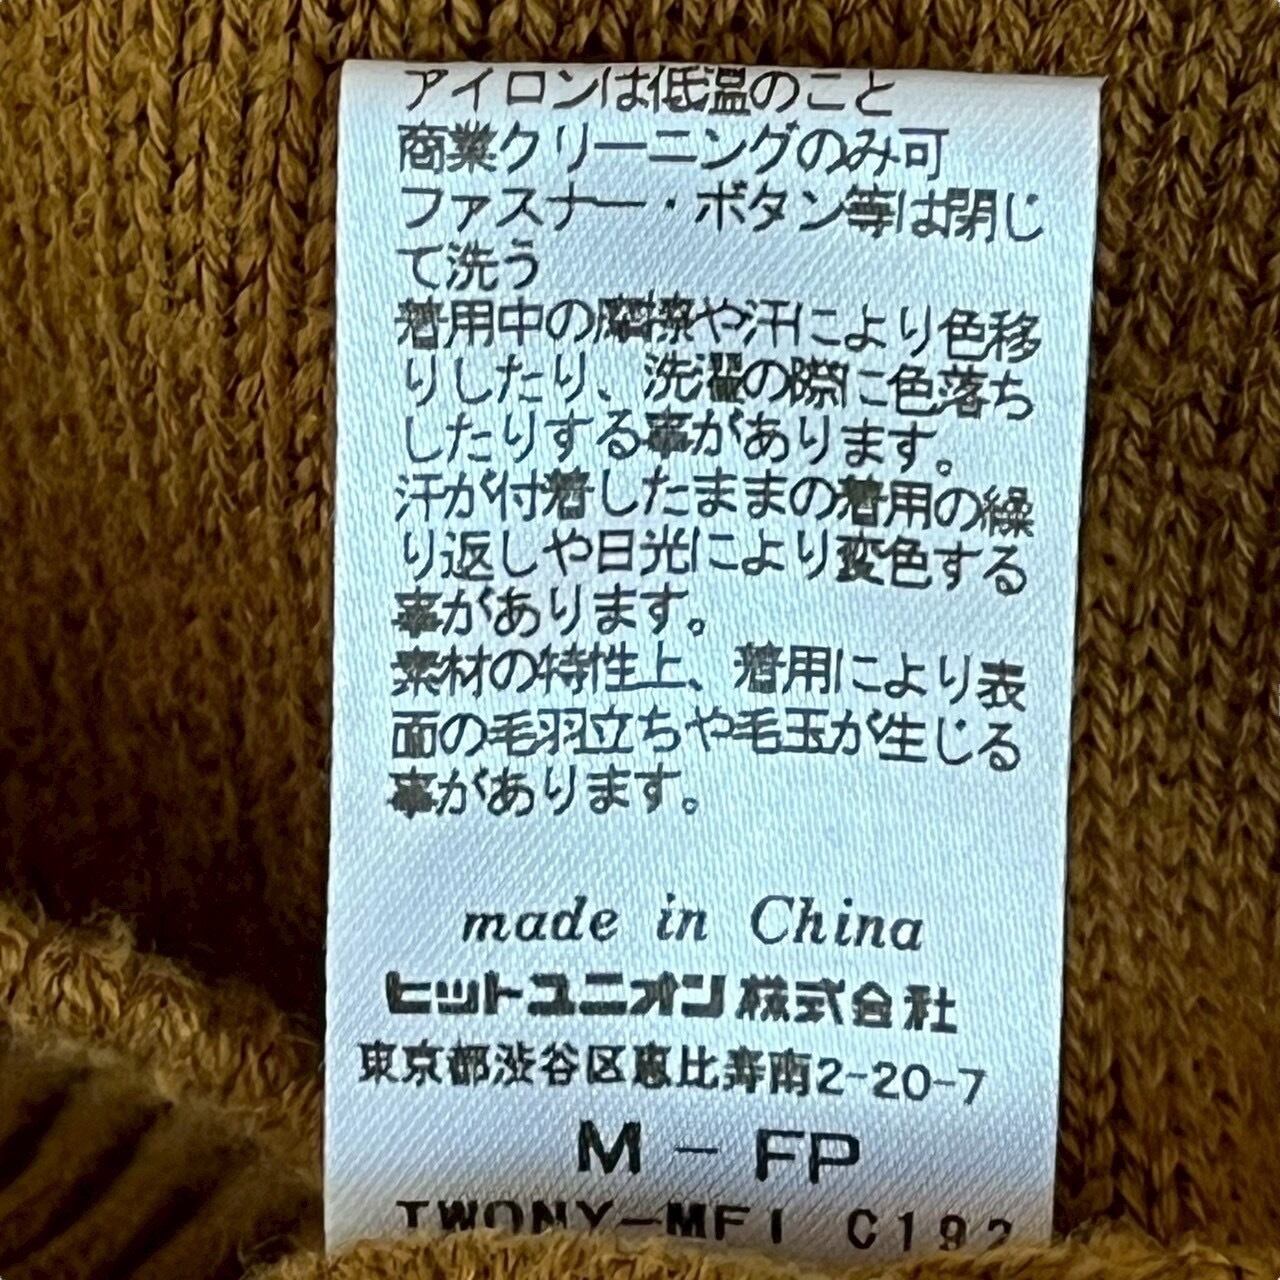 アイロンは低温のこと
商業クリーニングのみ可
ファスナー・ボタン等は閉じ
て洗う
着用中の摩擦や汗により色移
りしたり、洗濯の際に色落ち
したりする事があります。
汗が付着したままの着用の繰
り返しや日光により変色する
事があります。
素材の特性上、着用により表
面の毛羽立ちや毛玉が生じる
事があります。
made in China
ヒットユニオン株式会社
東京都渋谷区恵比寿南2-20-7
M - FP
C192